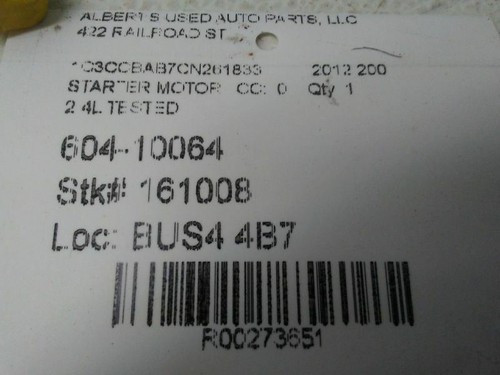 ALBERT'S USED AUTO PARTS, LLC
422 RAILROAD ST
1C3CCBAB7CN261833 2012 200
STARTER MOTOR CC: 0 Qty 1
2.4L TESTED
604-10064
Stk# 161008
Loc: BUS4 4B7
R00273651